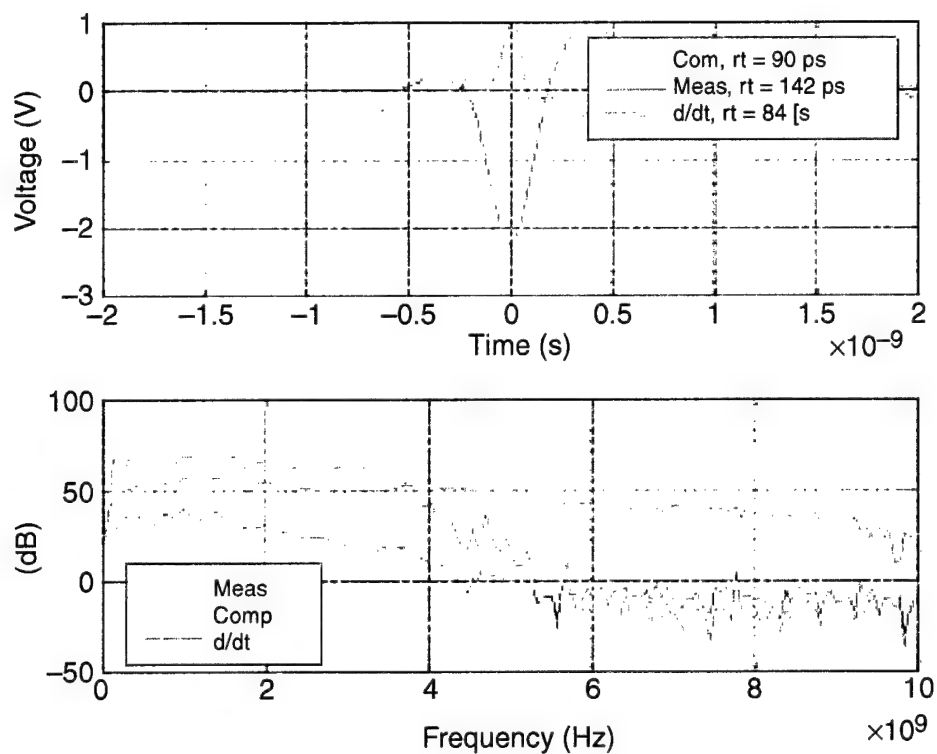 1
0
−1
−2
−3
Voltage (V)
Com, rt = 90 ps
Meas, rt = 142 ps
d/dt, rt = 84 [s
−2
−1.5
−1
−0.5
0
0.5
1
1.5
2
Time (s)
×10⁻⁹
100
50
0
−50
(dB)
Meas
Comp
d/dt
0
2
4
6
8
10
Frequency (Hz)
×10⁹